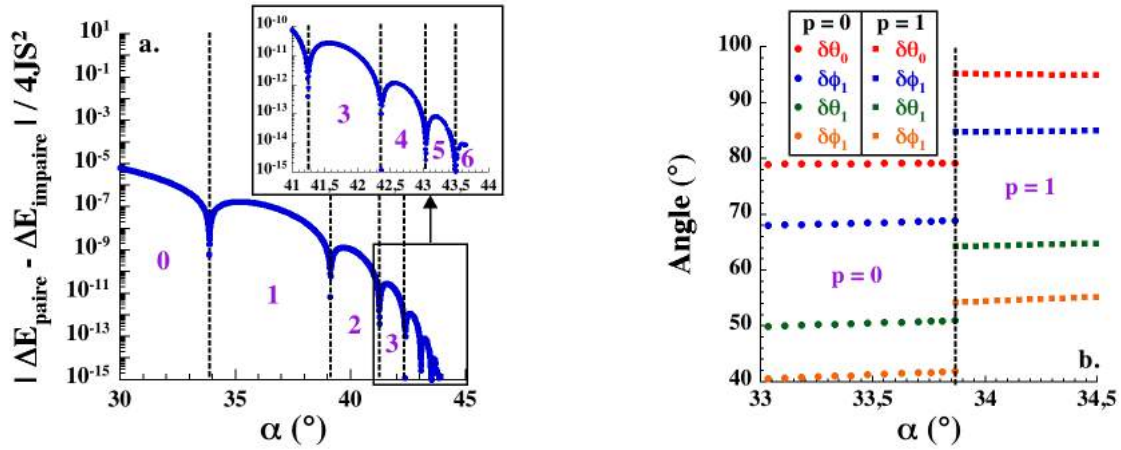 a.
| ΔE_paire - ΔE_impaire | / 4JS²
10¹
10⁻¹
10⁻³
10⁻⁵
10⁻⁷
10⁻⁹
10⁻¹¹
10⁻¹³
10⁻¹⁵
30 35 40 45
α (°)
0 1 2 3
10⁻¹⁰
10⁻¹¹
10⁻¹²
10⁻¹³
10⁻¹⁴
10⁻¹⁵
41 41,5 42 42,5 43 43,5 44
3 4 5 6
p = 0 p = 1
δθ₀ δθ₀
δϕ₁ δϕ₁
δθ₁ δθ₁
δϕ₁ δϕ₁
Angle (°)
100
90
80
70
60
50
40
33 33,5 34 34,5
α (°)
p = 1
p = 0
b.